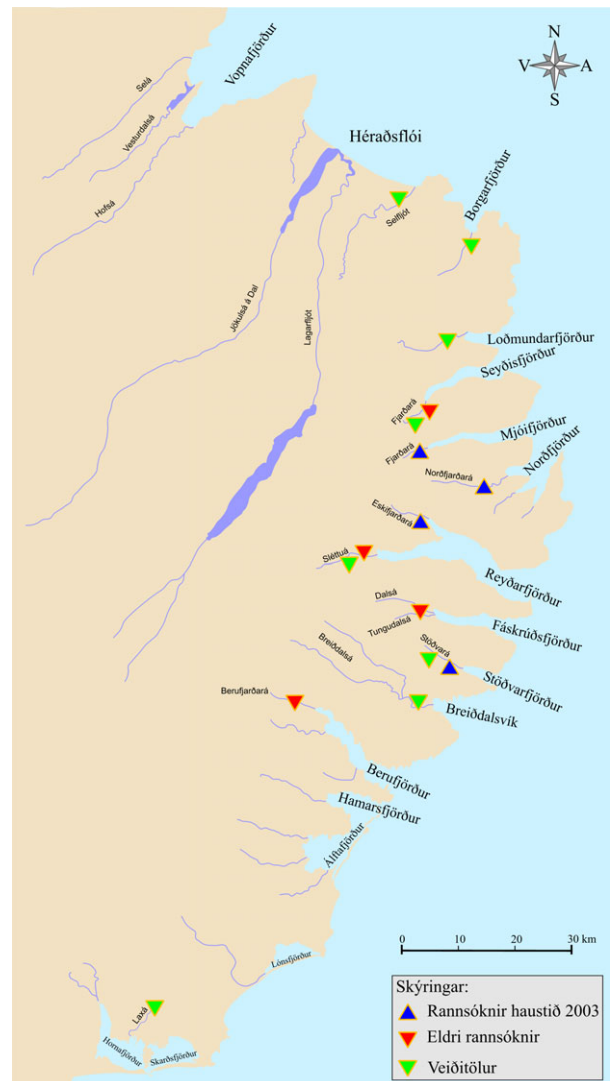 N
V A
S
Vopnafjörður
Selá
Vesturdalsá
Hofsá
Héraðsflói
Selfljót
Borgarfjörður
Jökulsá á Dal
Lagarfljót
Loðmundarfjörður
Seyðisfjörður
Fjarðará
Mjóifjörður
Fjarðará
Norðfjörður
Norðfjarðará
Eskifjarðará
Sléttuá
Reyðarfjörður
Dalsá
Tungudalsá
Fáskrúðsfjörður
Stöðvará
Breiðdalsá
Stöðvarfjörður
Berufjarðará
Breiðdalsvík
Berufjörður
Hamarsfjörður
Álftafjörður
Lónsfjörður
Laxá
Hornafjörður
Skarðsfjörður
0 10 20 30 km
Skýringar:
Rannsóknir haustið 2003
Eldri rannsóknir
Veiðitölur